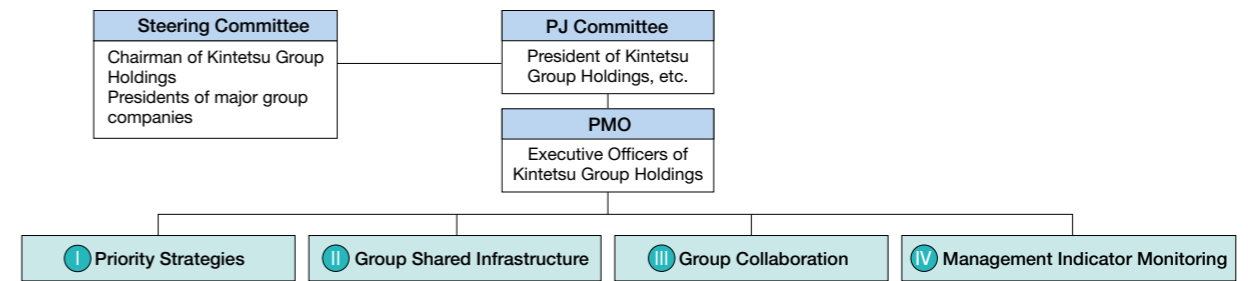 Steering Committee
Chairman of Kintetsu Group
Holdings
Presidents of major group
companies
PJ Committee
President of Kintetsu
Group Holdings, etc.
PMO
Executive Officers of
Kintetsu Group Holdings
I Priority Strategies
II Group Shared Infrastructure
III Group Collaboration
IV Management Indicator Monitoring